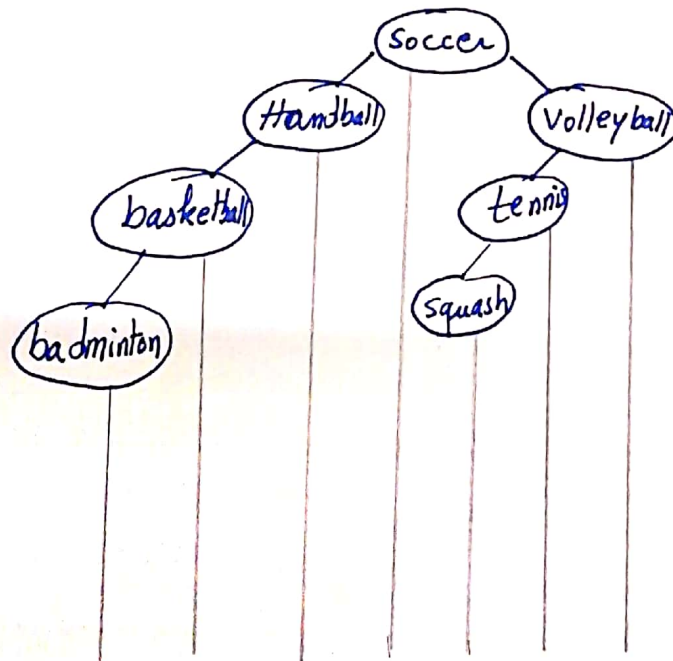 soccer
Handball
Volleyball
basketball
tennis
squash
badminton